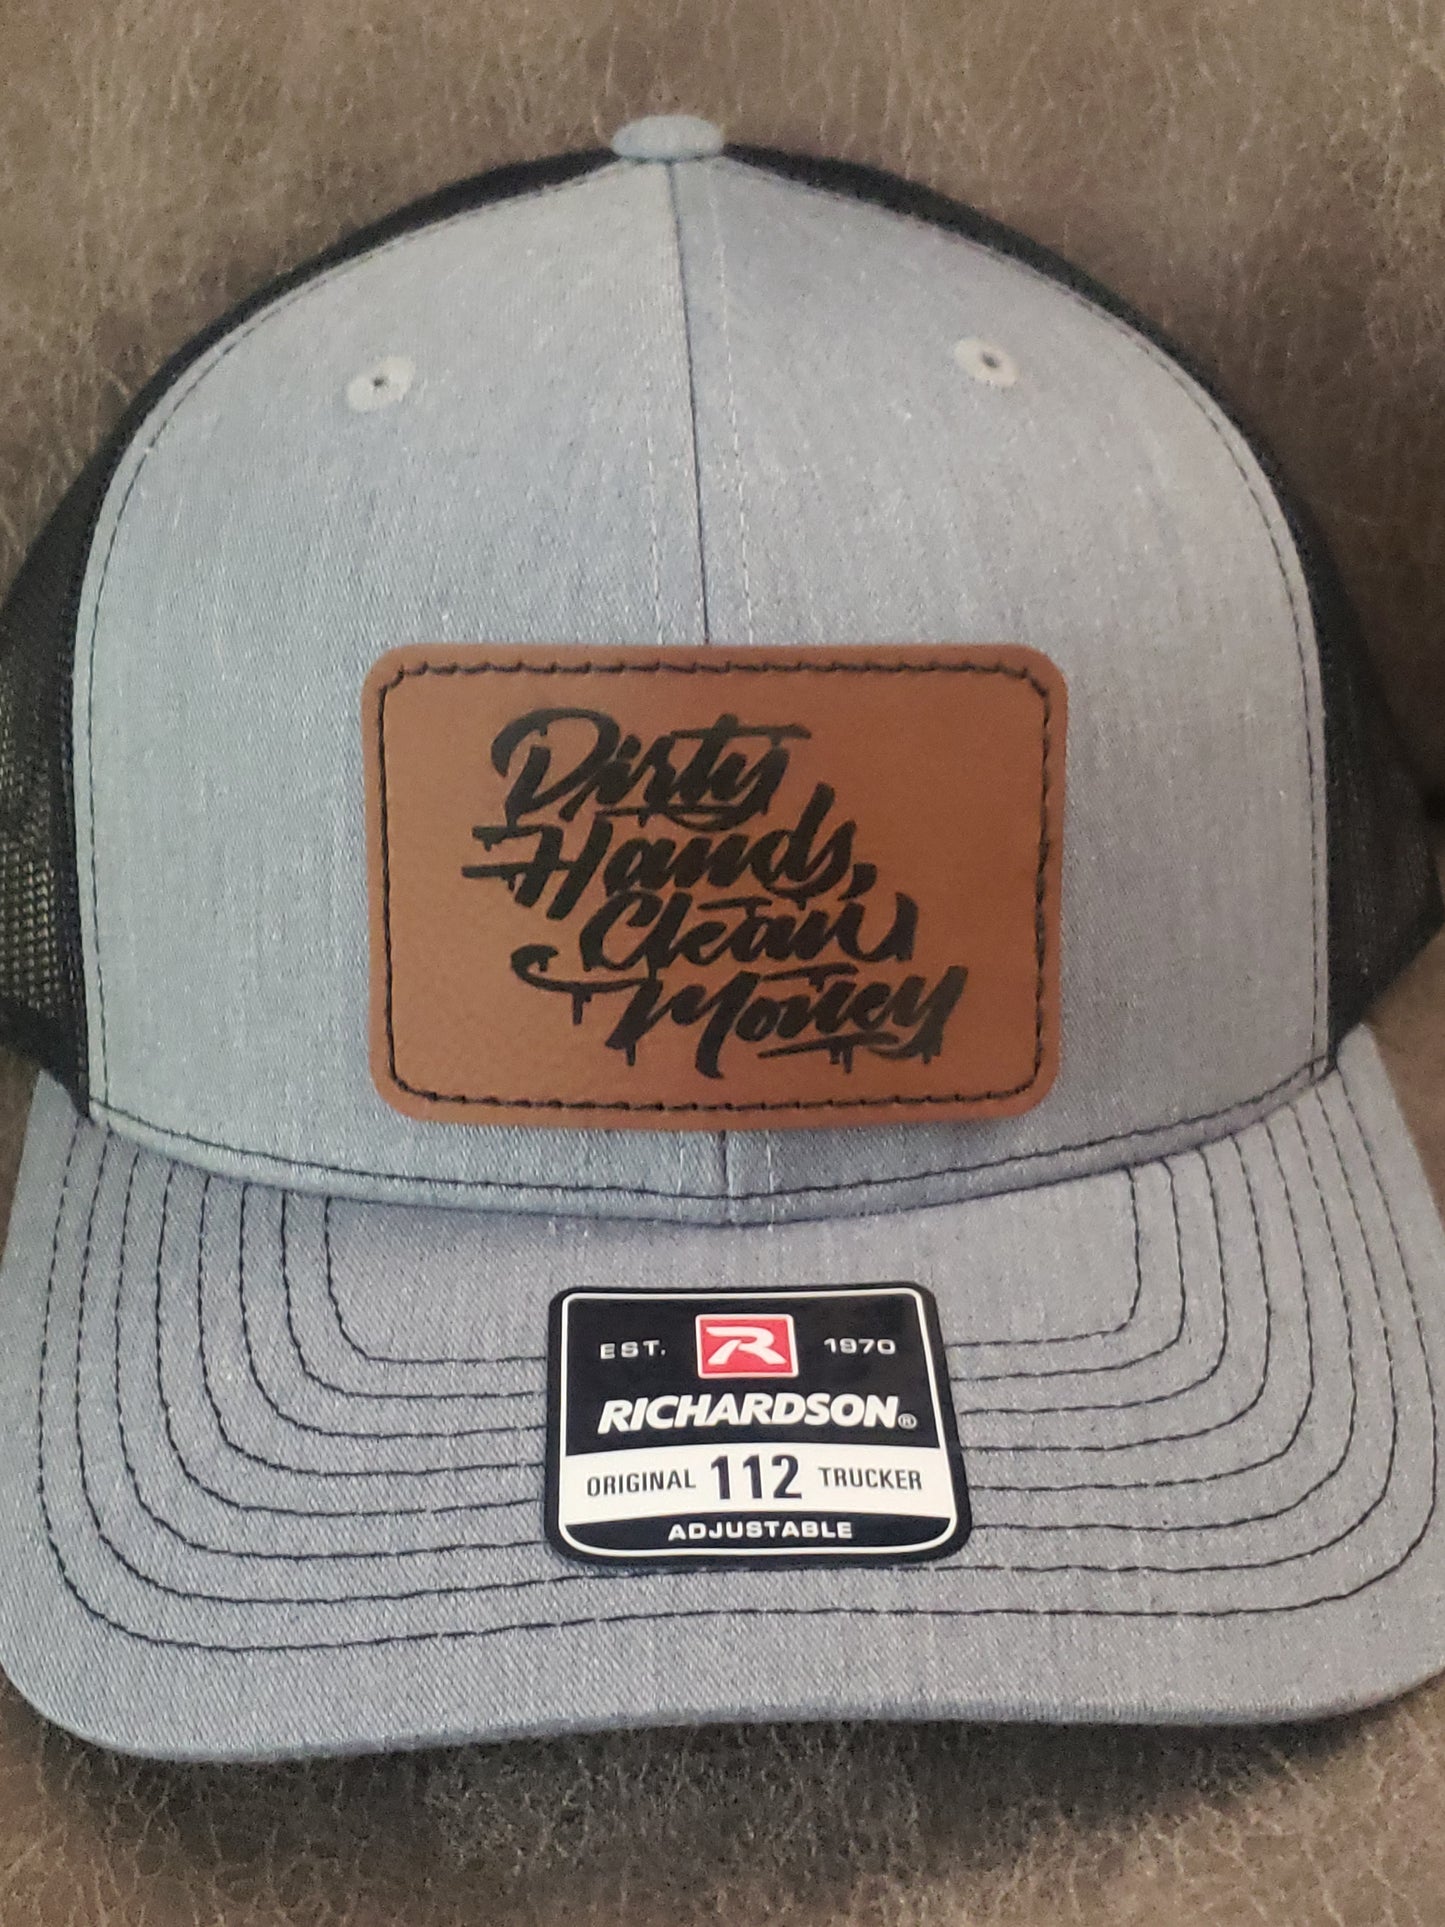 Dirty
Hands,
Clean
Money
EST. R 1970
RICHARDSON®
ORIGINAL 112 TRUCKER
ADJUSTABLE